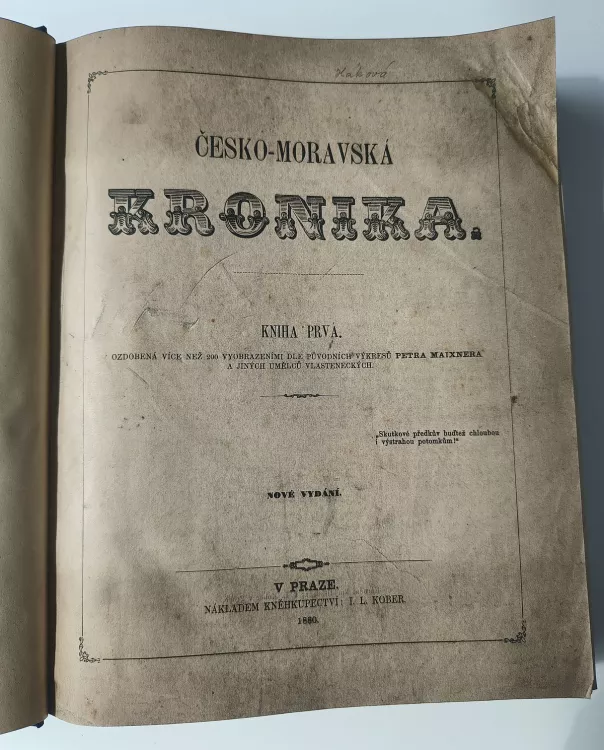 ČESKO-MORAVSKÁ
KRONIKA.
KNIHA PRVÁ.
OZDOBENÁ VÍCE NEŽ 200 VYOBRAZENÍMI DLE PŮVODNÍCH VÝKRESŮ PETRA MAIXNERA
A JINÝCH UMĚLCŮ VLASTENECKÝCH.
„Skutkové předkův buďtež chloubou
i výstrahou potomkům!“
NOVÉ VYDÁNÍ.
V PRAZE.
NÁKLADEM KNĚHKUPECTVÍ: I. L. KOBER.